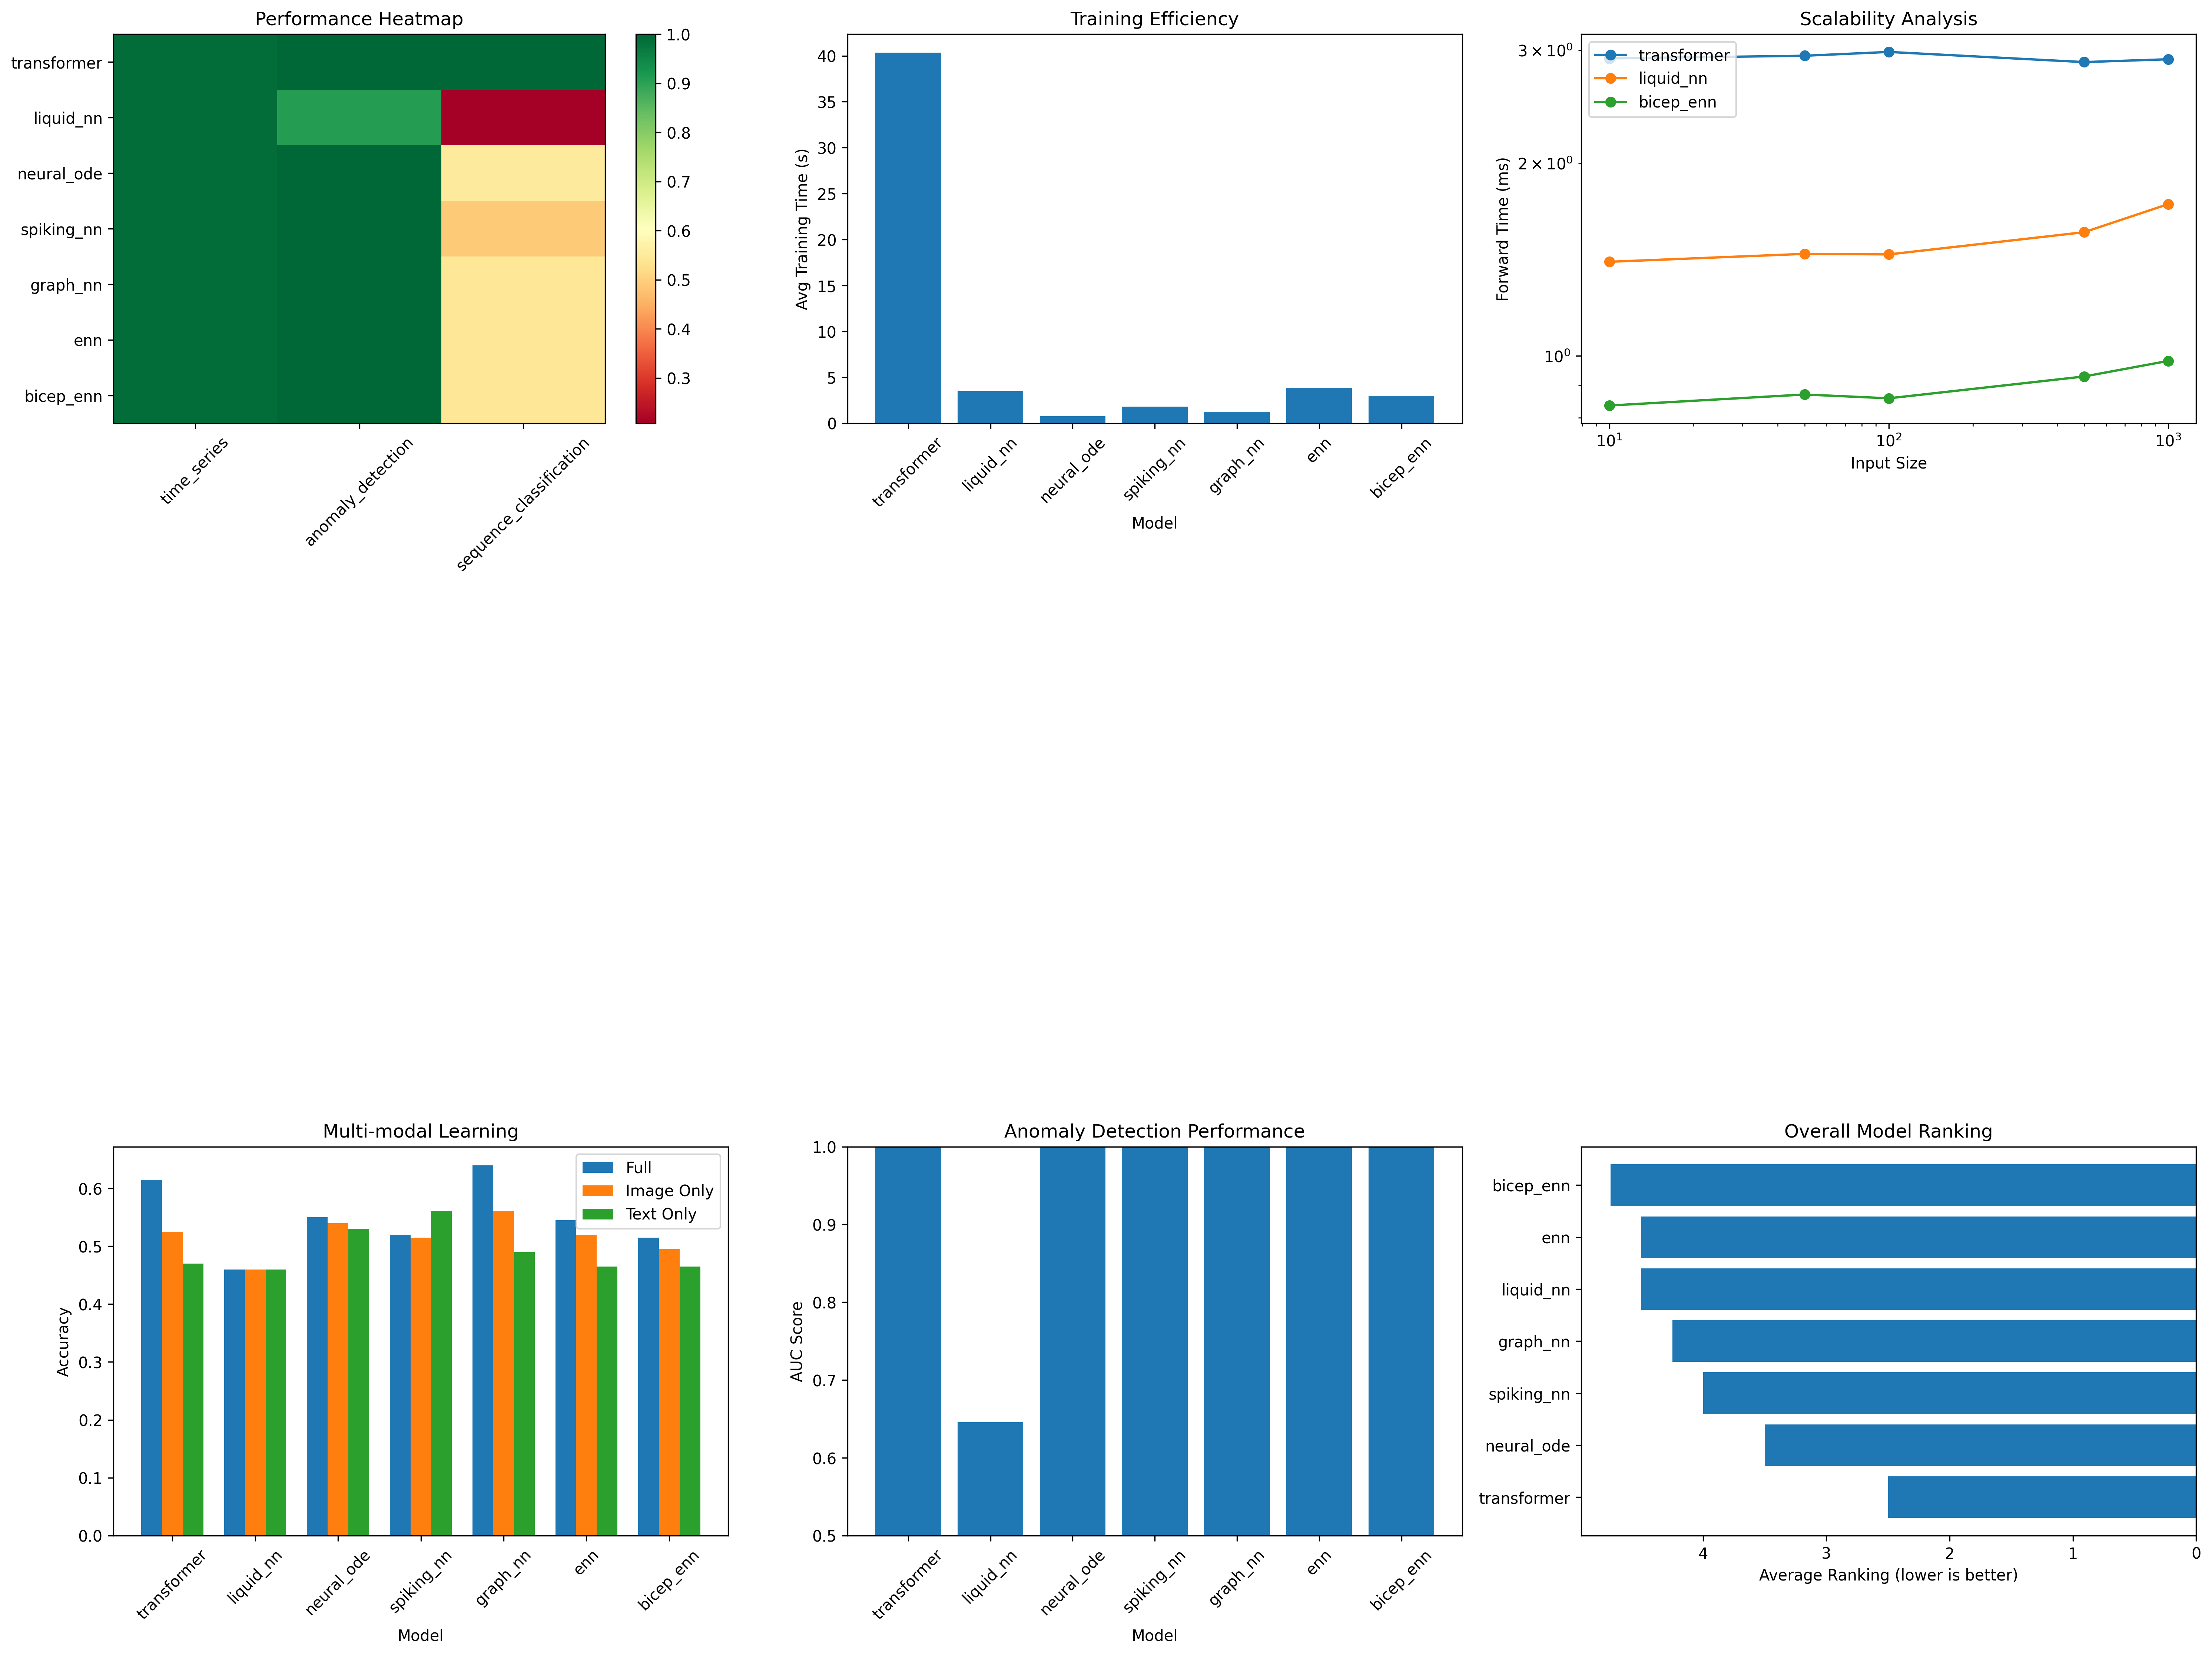 Performance Heatmap
transformer
liquid_nn
neural_ode
spiking_nn
graph_nn
enn
bicep_enn
time_series
anomaly_detection
sequence_classification
1.0
0.9
0.8
0.7
0.6
0.5
0.4
0.3
Training Efficiency
Avg Training Time (s)
40
35
30
25
20
15
10
5
0
transformer
liquid_nn
neural_ode
spiking_nn
graph_nn
enn
bicep_enn
Model
Scalability Analysis
transformer
liquid_nn
bicep_enn
Forward Time (ms)
3 × 10⁰
2 × 10⁰
10⁰
10¹
10²
10³
Input Size
Multi-modal Learning
Full
Image Only
Text Only
Accuracy
0.6
0.5
0.4
0.3
0.2
0.1
0.0
transformer
liquid_nn
neural_ode
spiking_nn
graph_nn
enn
bicep_enn
Model
Anomaly Detection Performance
AUC Score
1.0
0.9
0.8
0.7
0.6
0.5
transformer
liquid_nn
neural_ode
spiking_nn
graph_nn
enn
bicep_enn
Model
Overall Model Ranking
bicep_enn
enn
liquid_nn
graph_nn
spiking_nn
neural_ode
transformer
4
3
2
1
0
Average Ranking (lower is better)